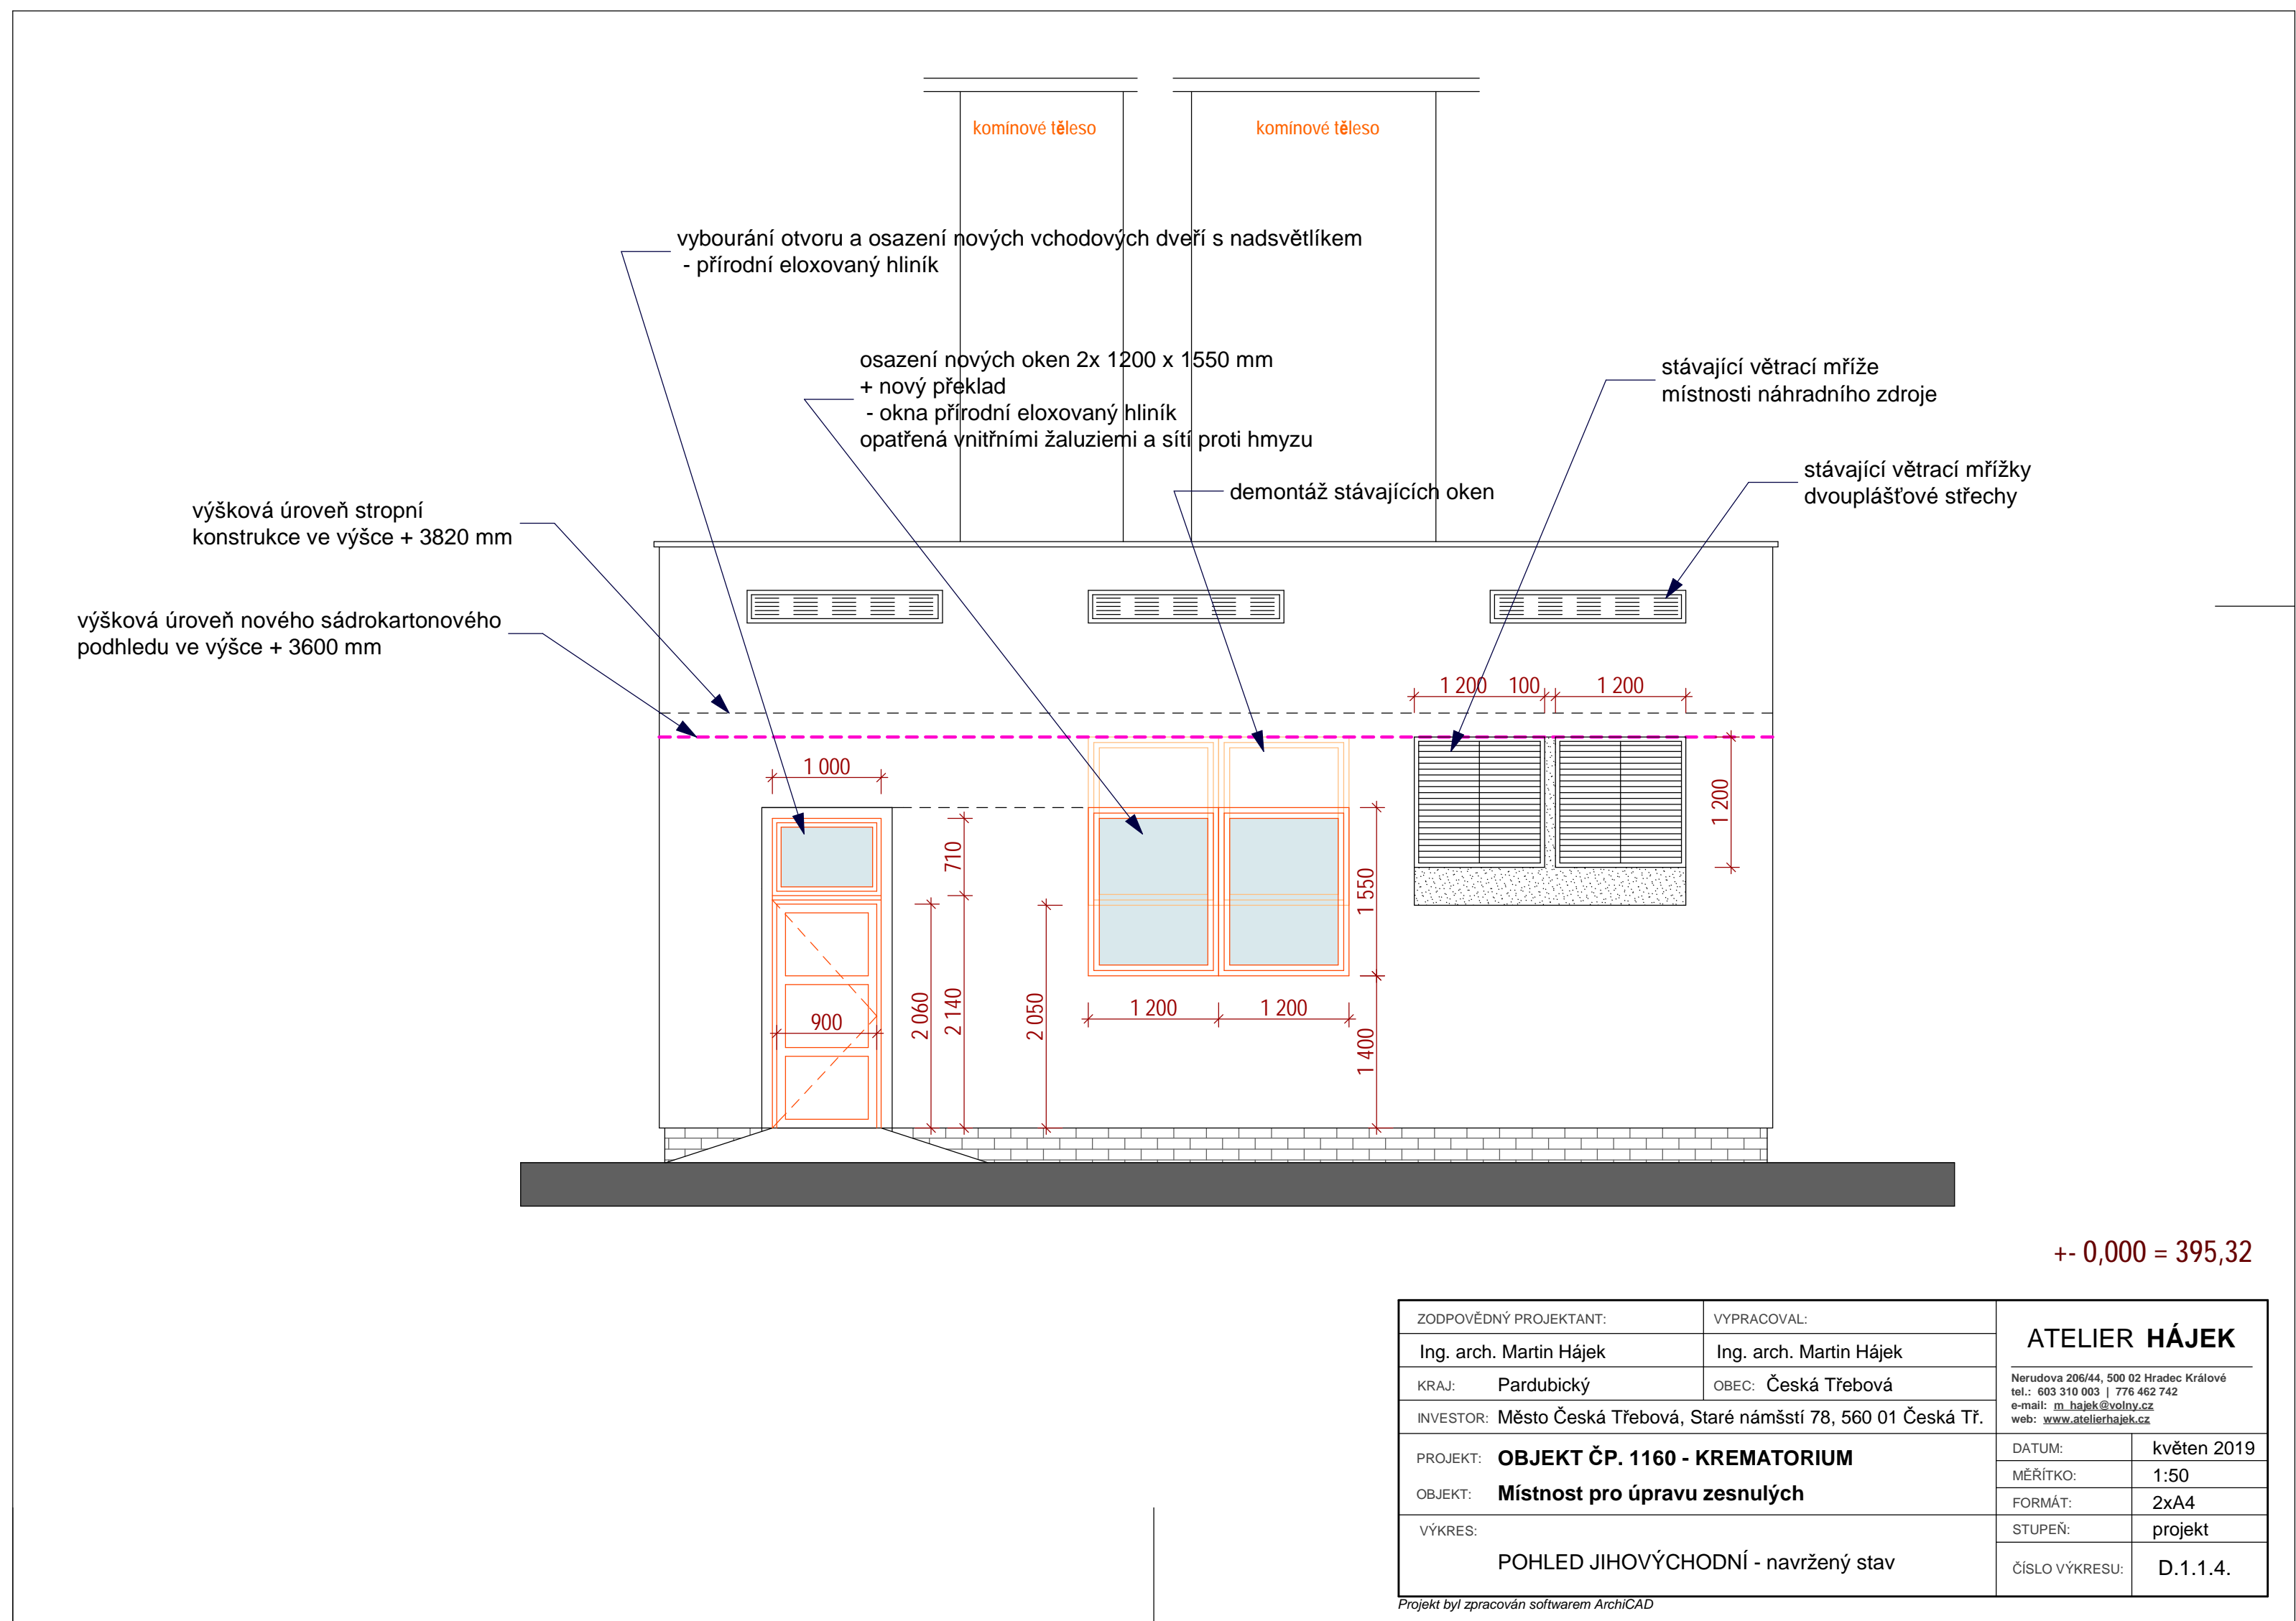 komínové těleso
komínové těleso
vybourání otvoru a osazení nových vchodových dveří s nadsvětlíkem
- přírodní eloxovaný hliník
osazení nových oken 2x 1200 x 1550 mm
+ nový překlad
- okna přírodní eloxovaný hliník
opatřená vnitřními žaluziemi a sítí proti hmyzu
stávající větrací mříže
místnosti náhradního zdroje
demontáž stávajících oken
stávající větrací mřížky
dvouplášťové střechy
výšková úroveň stropní
konstrukce ve výšce + 3820 mm
výšková úroveň nového sádrokartonového
podhledu ve výšce + 3600 mm
1 200 100 1 200
1 000
1 200
710
1 550
2 060
2 140
2 050
1 200 1 200
900
1 400
+- 0,000 = 395,32
ZODPOVĚDNÝ PROJEKTANT: VYPRACOVAL:
Ing. arch. Martin Hájek Ing. arch. Martin Hájek
KRAJ: Pardubický OBEC: Česká Třebová
INVESTOR: Město Česká Třebová, Staré námšstí 78, 560 01 Česká Tř.
PROJEKT: OBJEKT ČP. 1160 - KREMATORIUM
OBJEKT: Místnost pro úpravu zesnulých
VÝKRES:
POHLED JIHOVÝCHODNÍ - navržený stav
ATELIER HÁJEK
Nerudova 206/44, 500 02 Hradec Králové
tel.: 603 310 003 | 776 462 742
e-mail: m_hajek@volny.cz
web: www.atelierhajek.cz
DATUM: květen 2019
MĚŘÍTKO: 1:50
FORMÁT: 2xA4
STUPEŇ: projekt
ČÍSLO VÝKRESU: D.1.1.4.
Projekt byl zpracován softwarem ArchiCAD